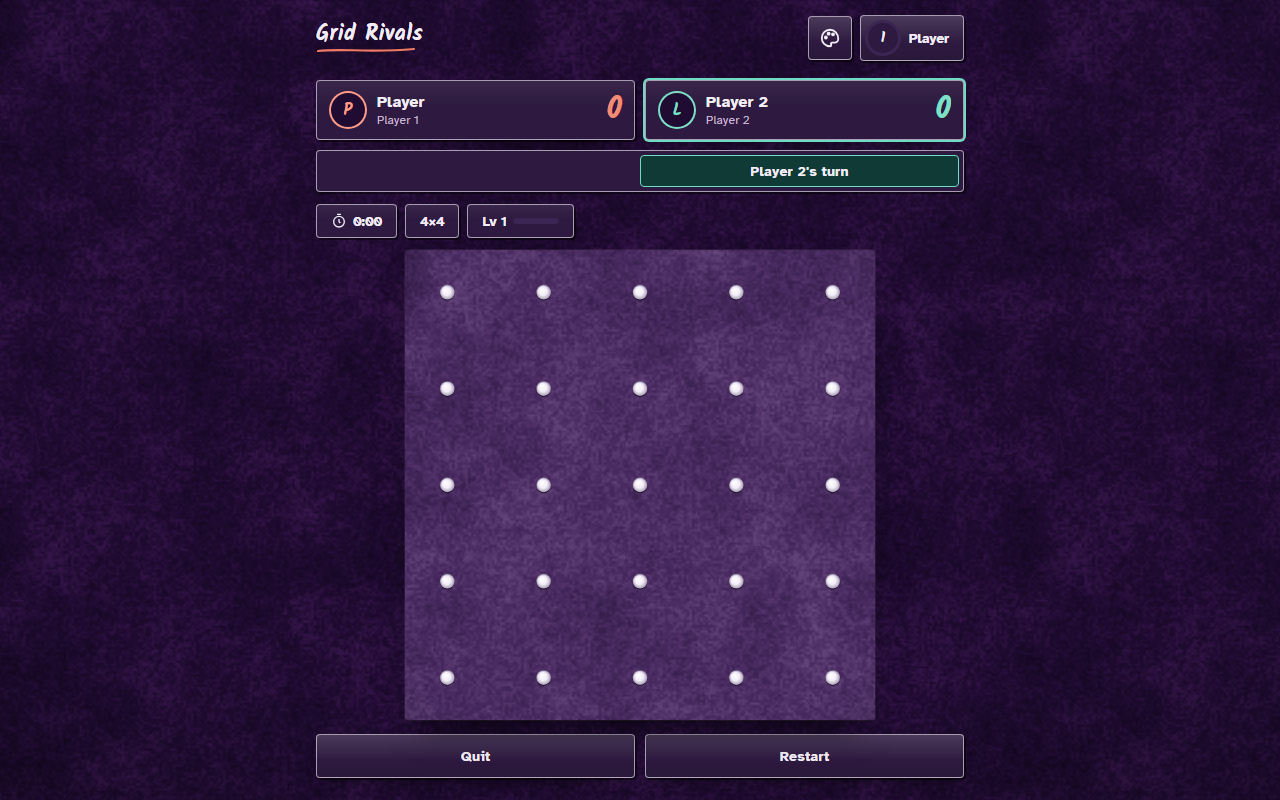 Grid Rivals
1 Player
P Player 0
Player 1
L Player 2 0
Player 2
Player 2's turn
0:00 4×4 Lv 1
Quit Restart